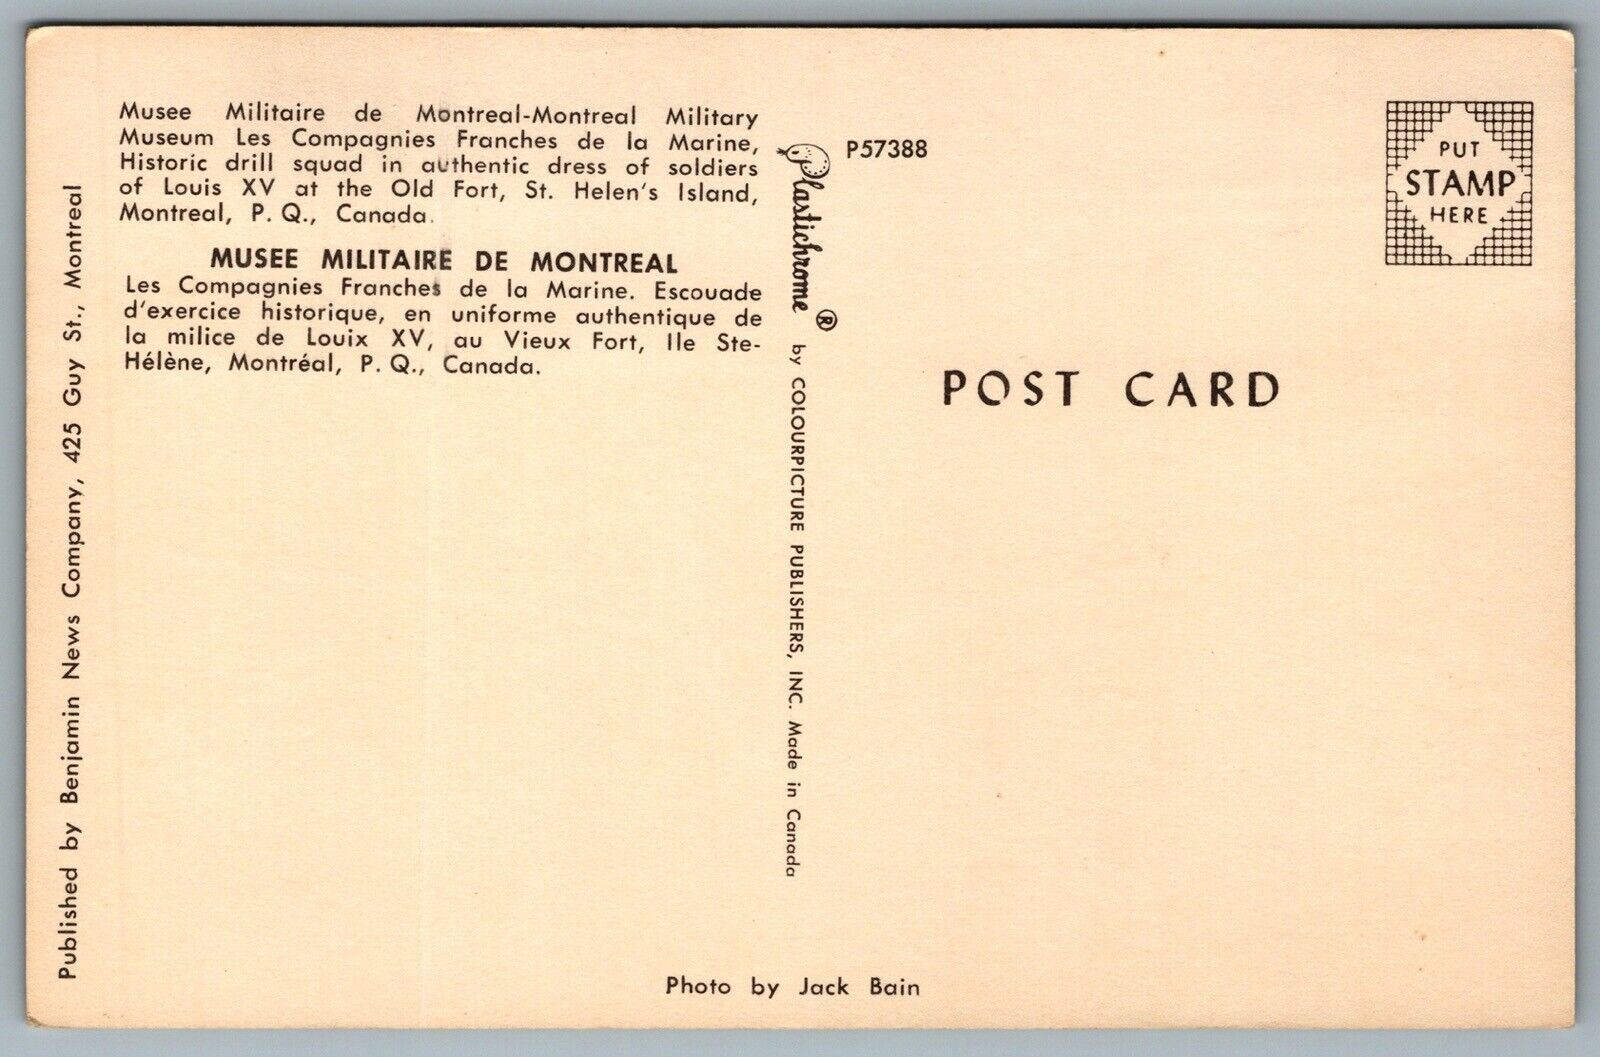 Musee Militaire de Montreal-Montreal Military
Museum Les Compagnies Franches de la Marine,
Historic drill squad in authentic dress of soldiers
of Louis XV at the Old Fort, St. Helen's Island,
Montreal, P. Q., Canada.
MUSEE MILITAIRE DE MONTREAL
Les Compagnies Franches de la Marine. Escouade
d'exercice historique, en uniforme authentique de
la milice de Louix XV, au Vieux Fort, Ile Ste-
Hélène, Montréal, P. Q., Canada.
Published by Benjamin News Company, 425 Guy St., Montreal
Plastichrome ® by COLOURPICTURE PUBLISHERS, INC. Made in Canada
P57388
PUT
STAMP
HERE
POST CARD
Photo by Jack Bain